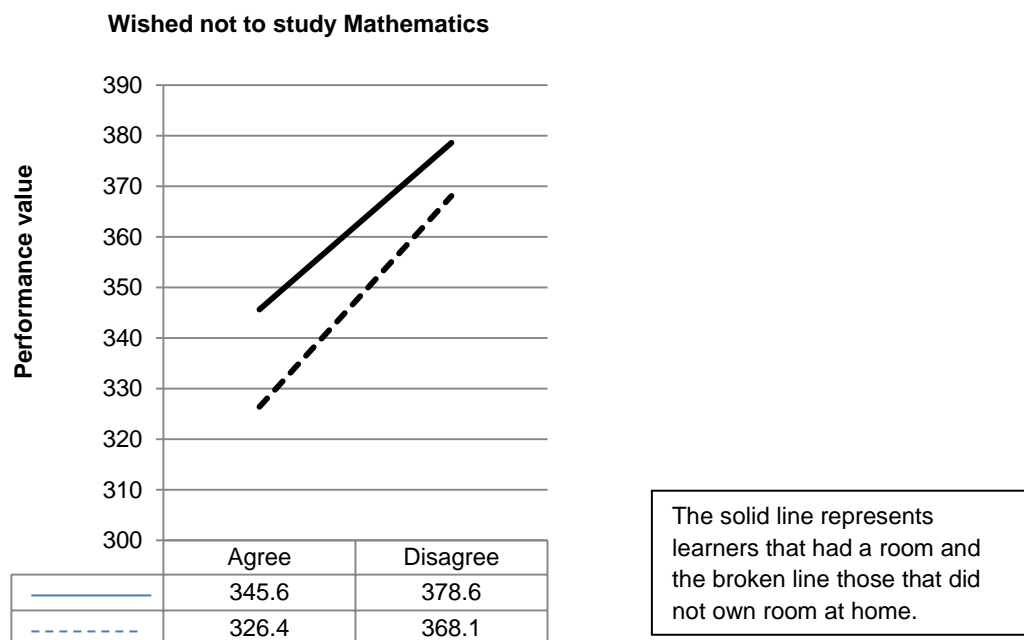 Wished not to study Mathematics
Performance value
390
380
370
360
350
340
330
320
310
300
Agree Disagree
345.6 378.6
326.4 368.1
The solid line represents
learners that had a room and
the broken line those that did
not own room at home.